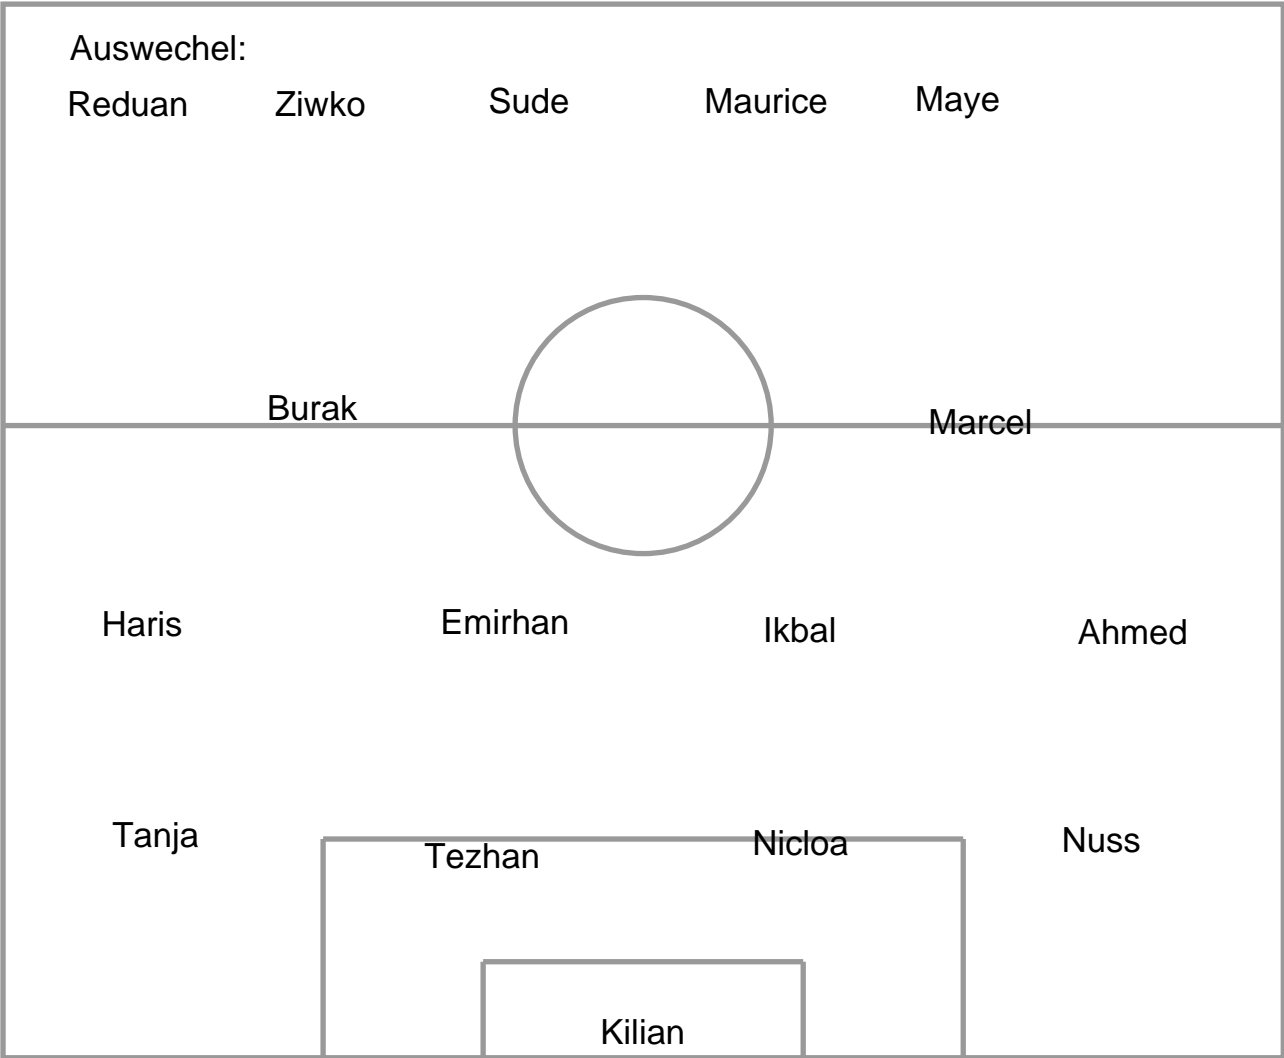 Auswechel:
Reduan Ziwko Sude Maurice Maye
Burak Marcel
Haris Emirhan Ikbal Ahmed
Tanja Tezhan Nicloa Nuss
Kilian